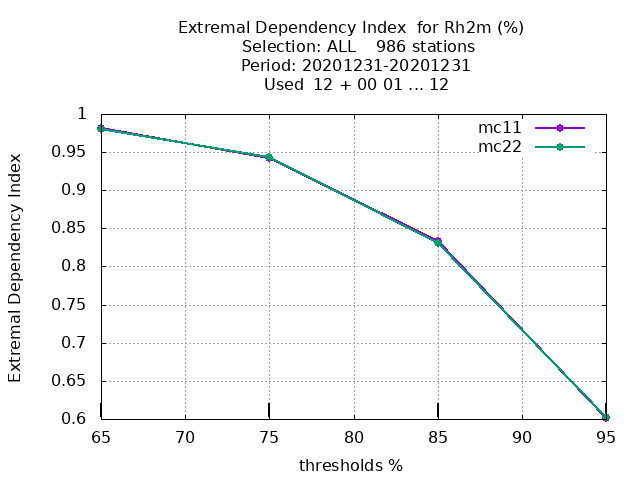 Extremal Dependency Index  for Rh2m (%)
Selection: ALL    986 stations
Period: 20201231-20201231
Used  12 + 00 01 ... 12
mc11
mc22
Extremal Dependency Index
1
0.95
0.9
0.85
0.8
0.75
0.7
0.65
0.6
65 70 75 80 85 90 95
thresholds %